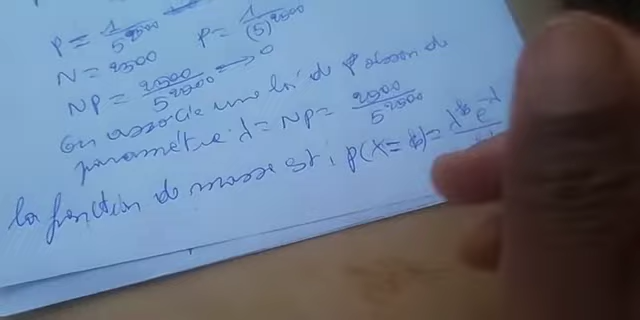 P = 1/5^2500 P = 1/(5)^2500
N = 2500
NP = 2500/5^2500 → 0
on associe une loi de Poisson de
paramètre λ = NP = 2500/5^2500
la fonction de masse est : P(X = k) = λ^k e^-λ